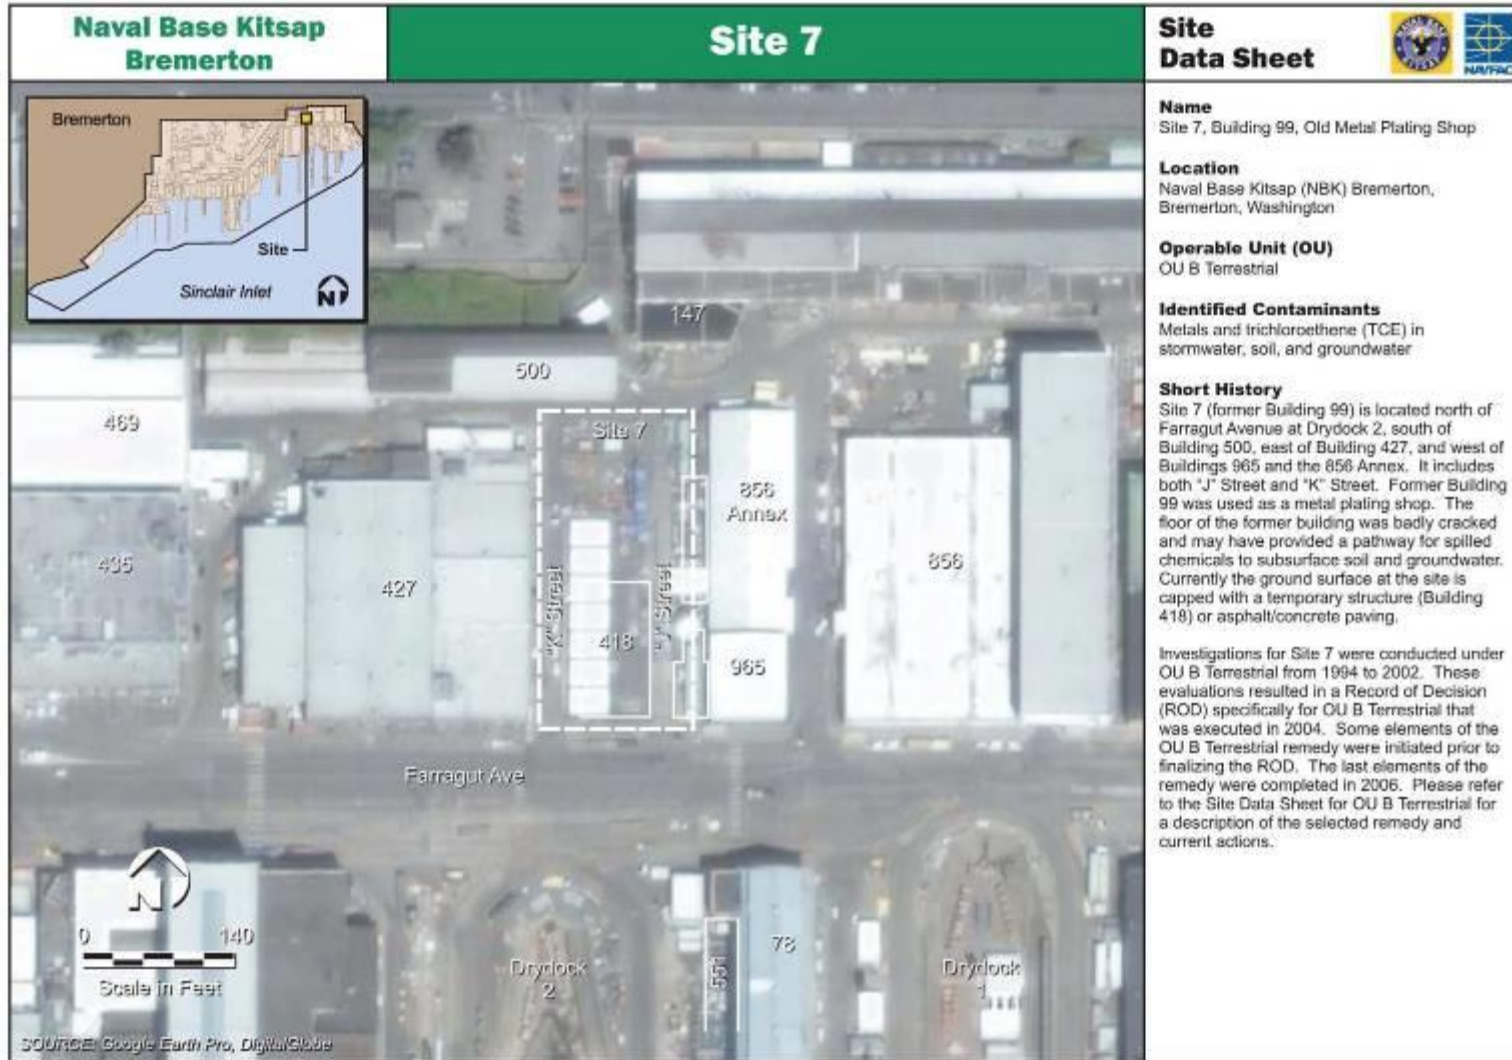 Naval Base Kitsap
Bremerton
Site 7
Site
Data Sheet
NAVAL BASE
KITSAP
NAVFAC
Bremerton
Site
Sinclair Inlet
N
147
500
469
Site 7
856
Annex
435
427
"K" Street
418
"J" Street
856
965
Farragut Ave
N
0 140
Scale in Feet
Drydock
2
551
78
Drydock
1
SOURCE: Google Earth Pro, DigitalGlobe
Name
Site 7, Building 99, Old Metal Plating Shop
Location
Naval Base Kitsap (NBK) Bremerton,
Bremerton, Washington
Operable Unit (OU)
OU B Terrestrial
Identified Contaminants
Metals and trichloroethene (TCE) in
stormwater, soil, and groundwater
Short History
Site 7 (former Building 99) is located north of
Farragut Avenue at Drydock 2, south of
Building 500, east of Building 427, and west of
Buildings 965 and the 856 Annex. It includes
both "J" Street and "K" Street. Former Building
99 was used as a metal plating shop. The
floor of the former building was badly cracked
and may have provided a pathway for spilled
chemicals to subsurface soil and groundwater.
Currently the ground surface at the site is
capped with a temporary structure (Building
418) or asphalt/concrete paving.
Investigations for Site 7 were conducted under
OU B Terrestrial from 1994 to 2002. These
evaluations resulted in a Record of Decision
(ROD) specifically for OU B Terrestrial that
was executed in 2004. Some elements of the
OU B Terrestrial remedy were initiated prior to
finalizing the ROD. The last elements of the
remedy were completed in 2006. Please refer
to the Site Data Sheet for OU B Terrestrial for
a description of the selected remedy and
current actions.